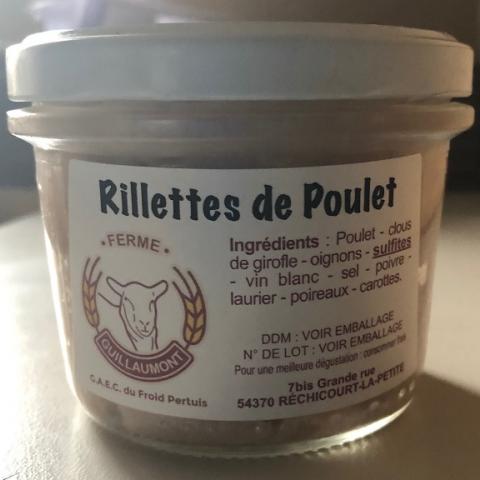 Rillettes de Poulet
• FERME •
GUILLAUMONT
G.A.E.C. du Froid Pertuis
Ingrédients : Poulet - clous
de girofle - oignons - sulfites
- vin blanc - sel - poivre -
laurier - poireaux - carottes.
DDM : VOIR EMBALLAGE
N° DE LOT : VOIR EMBALLAGE
Pour une meilleure dégustation : consommer frais
7bis Grande rue
54370 RÉCHICOURT-LA-PETITE